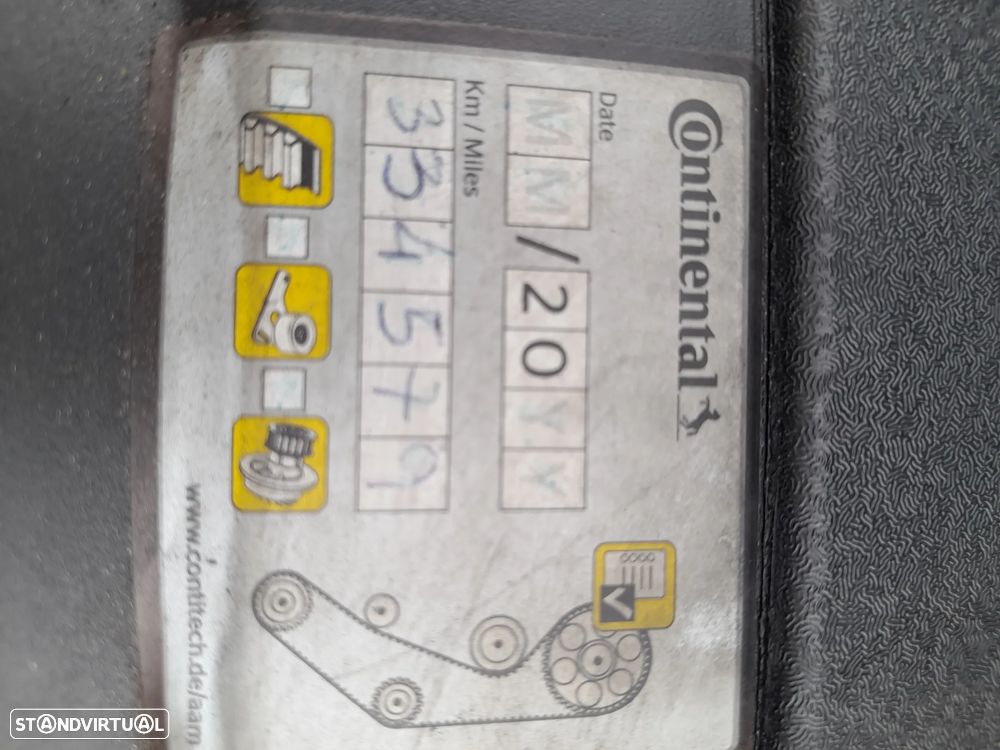 Continental
Date
MM/20YY
Km / Miles
334579
www.contitech.de/aam
STANDVIRTUAL